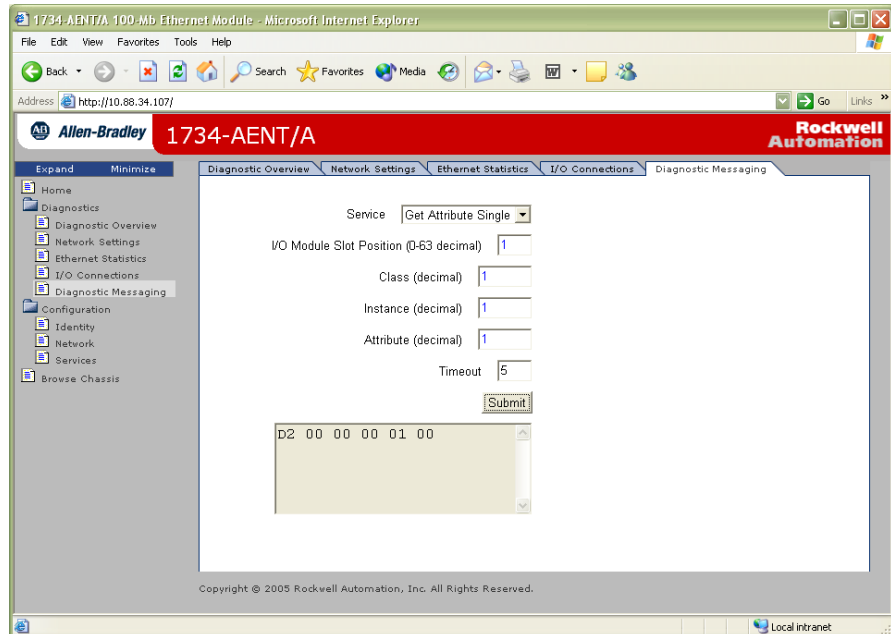 1734-AENT/A 100-Mb Ethernet Module - Microsoft Internet Explorer
File Edit View Favorites Tools Help
Back Search Favorites Media
Address http://10.88.34.107/ Go Links »
AB Allen-Bradley 1734-AENT/A Rockwell Automation
Expand Minimize
Home
Diagnostics
Diagnostic Overview
Network Settings
Ethernet Statistics
I/O Connections
Diagnostic Messaging
Configuration
Identity
Network
Services
Browse Chassis
Diagnostic Overview Network Settings Ethernet Statistics I/O Connections Diagnostic Messaging
Service Get Attribute Single
I/O Module Slot Position (0-63 decimal) 1
Class (decimal) 1
Instance (decimal) 1
Attribute (decimal) 1
Timeout 5
Submit
D2 00 00 00 01 00
Copyright © 2005 Rockwell Automation, Inc. All Rights Reserved.
Local intranet